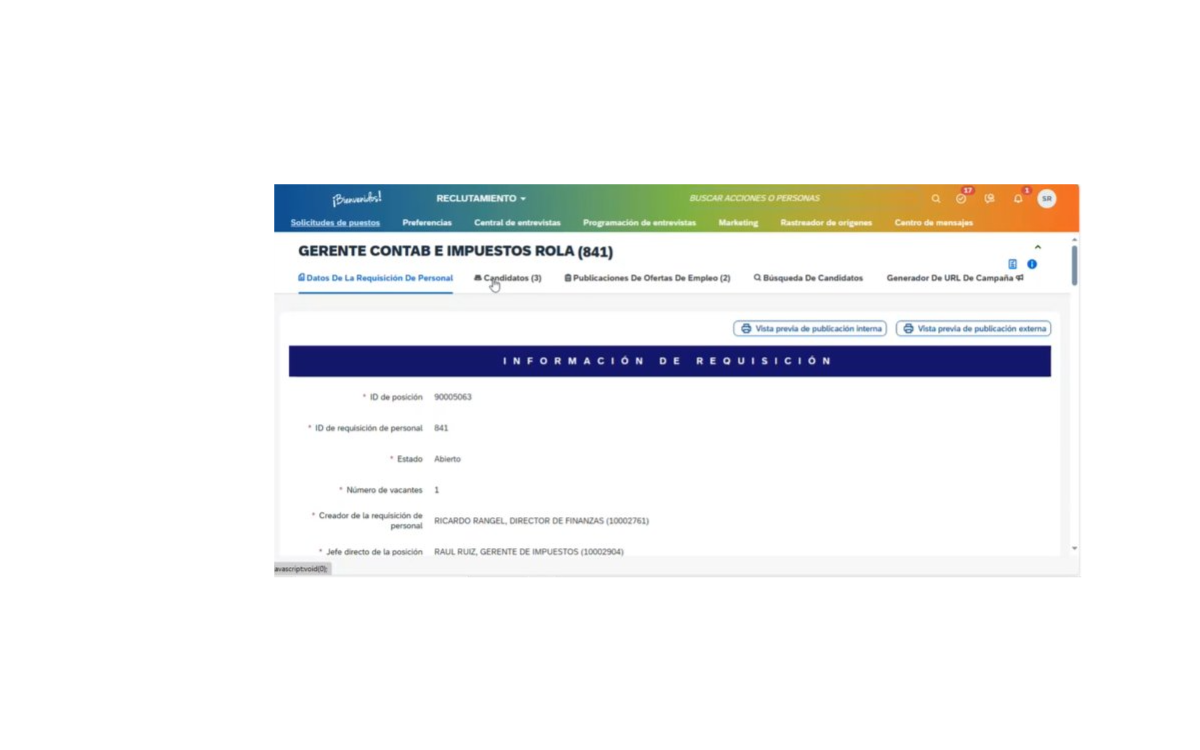 ¡Bienvenidos!
RECLUTAMIENTO
BUSCAR ACCIONES O PERSONAS
17
1
SR
Solicitudes de puestos
Preferencias
Central de entrevistas
Programación de entrevistas
Marketing
Rastreador de orígenes
Centro de mensajes
GERENTE CONTAB E IMPUESTOS ROLA (841)
Datos De La Requisición De Personal
Candidatos (3)
Publicaciones De Ofertas De Empleo (2)
Búsqueda De Candidatos
Generador De URL De Campaña
Vista previa de publicación interna
Vista previa de publicación externa
INFORMACIÓN DE REQUISICIÓN
* ID de posición 90005063
* ID de requisición de personal 841
* Estado Abierto
* Número de vacantes 1
* Creador de la requisición de
personal
RICARDO RANGEL, DIRECTOR DE FINANZAS (10002761)
* Jefe directo de la posición RAUL RUIZ, GERENTE DE IMPUESTOS (10002904)
avascript:void(0);